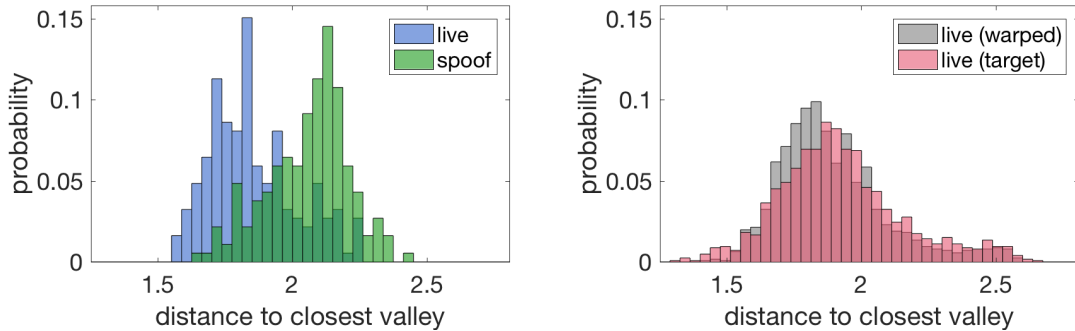 0.15
0.1
0.05
0
probability
1.5
2
2.5
distance to closest valley
live
spoof
0.15
0.1
0.05
0
probability
1.5
2
2.5
distance to closest valley
live (warped)
live (target)